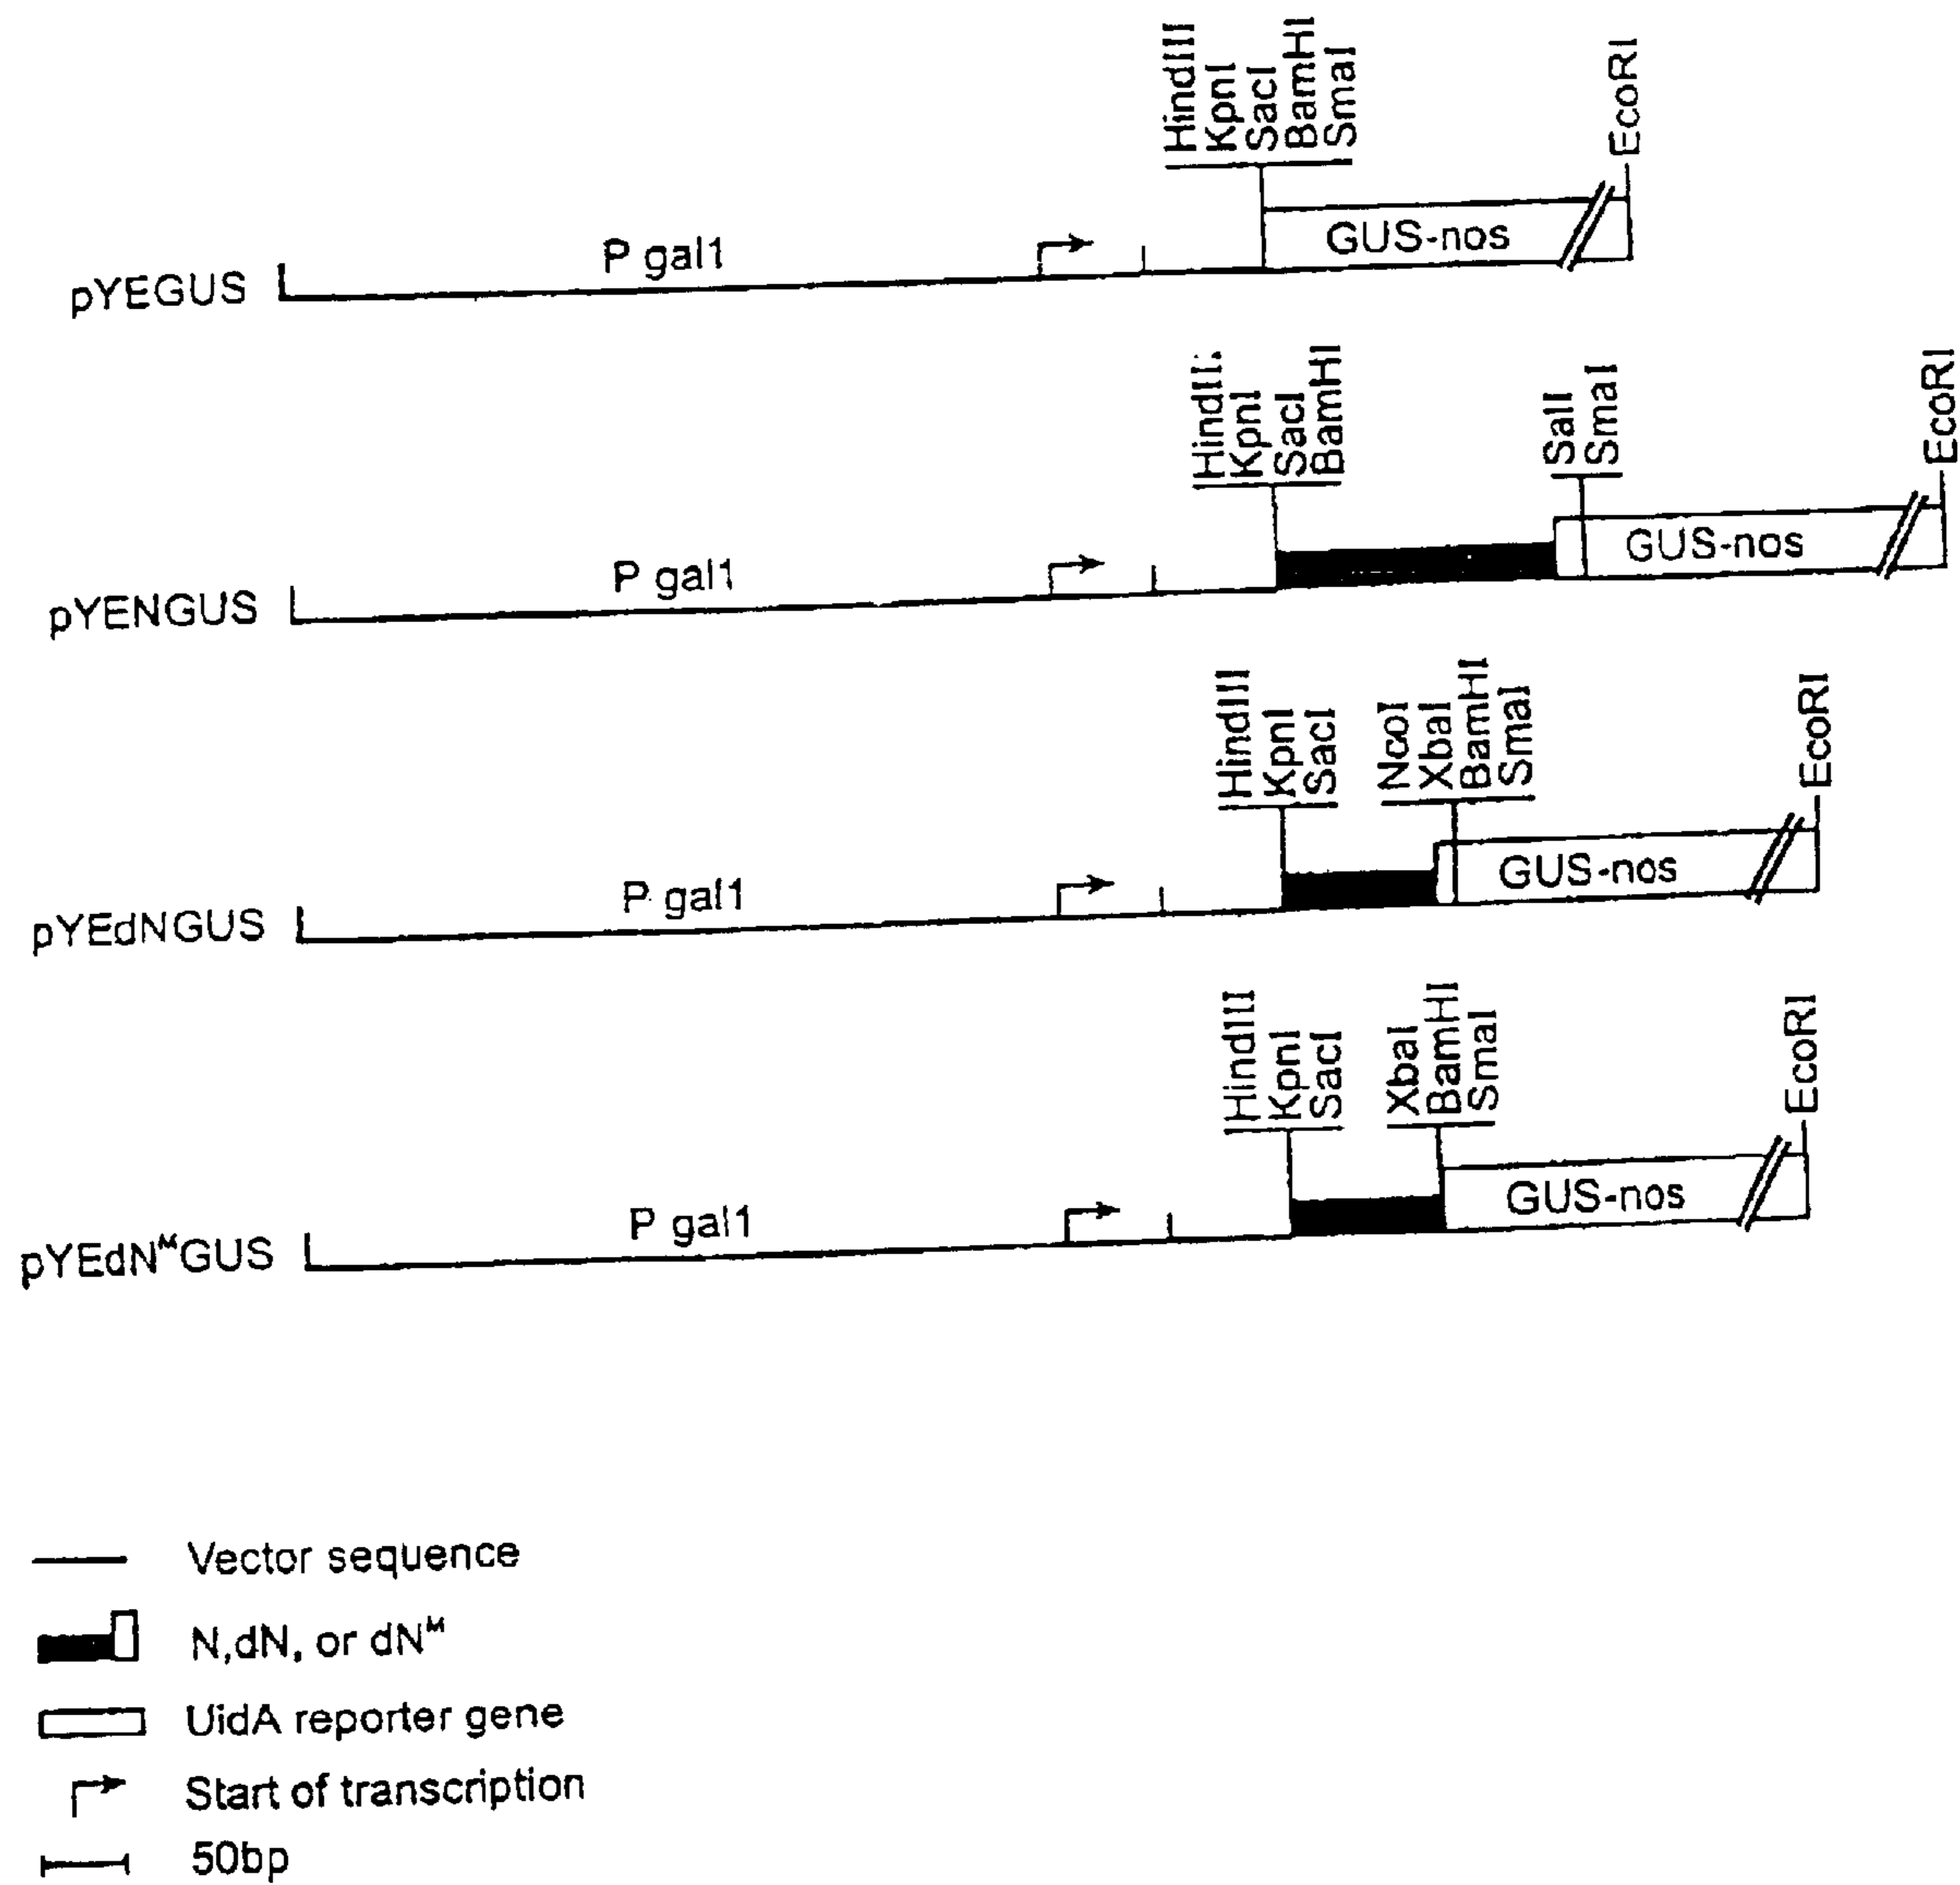 HindIII
KpnI
SacI
BamHI
SmaI
EcoRI
P gal1
GUS-nos
pYEGUS
HindIII
KpnI
SacI
BamHI
SalI
SmaI
EcoRI
P gal1
GUS-nos
pYENGUS
HindIII
KpnI
SacI
NcoI
XbaI
BamHI
SmaI
EcoRI
P gal1
GUS-nos
pYEdNGUS
HindIII
KpnI
SacI
XbaI
BamHI
SmaI
EcoRI
P gal1
GUS-nos
pYEdNᴹGUS
Vector sequence
N,dN, or dNᴹ
UidA reporter gene
Start of transcription
50bp